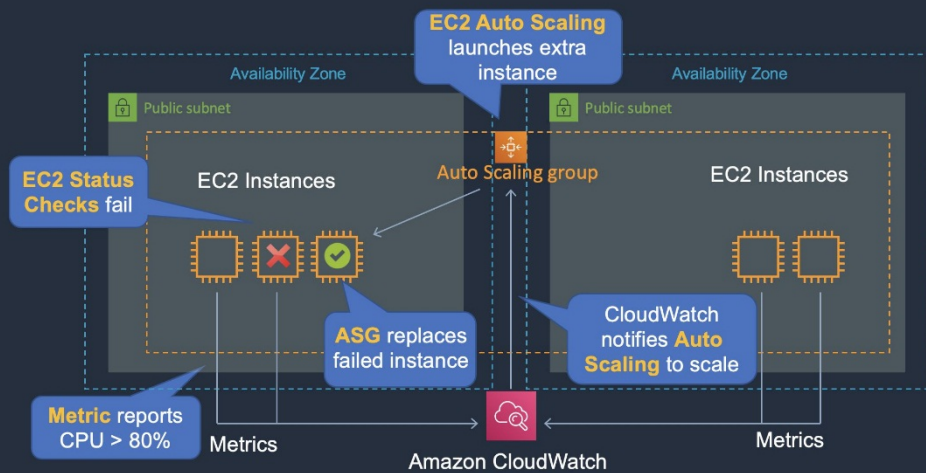 EC2 Auto Scaling
launches extra
instance
Availability Zone
Availability Zone
Public subnet
Public subnet
Auto Scaling group
EC2 Status
Checks fail
EC2 Instances
EC2 Instances
ASG replaces
failed instance
CloudWatch
notifies Auto
Scaling to scale
Metric reports
CPU > 80%
Metrics
Metrics
Amazon CloudWatch